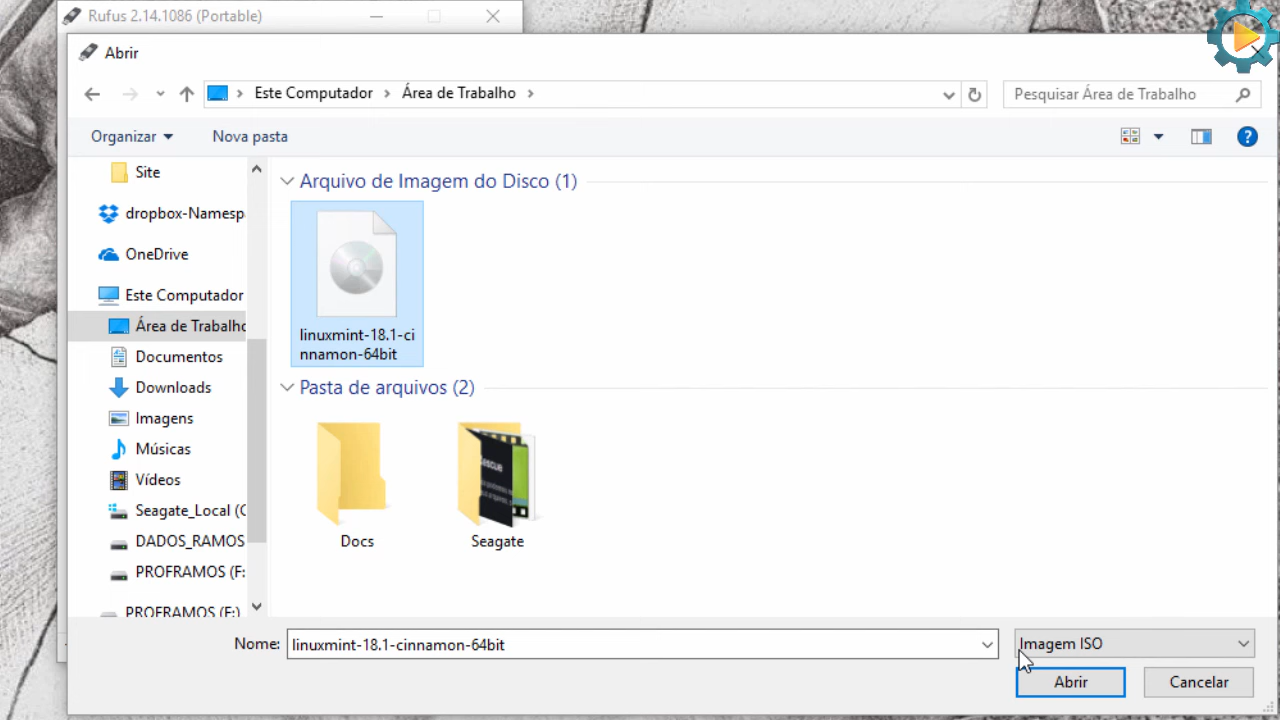 Rufus 2.14.1086 (Portable)
Abrir
Este Computador
Área de Trabalho
Pesquisar Área de Trabalho
Organizar
Nova pasta
Site
dropbox-Namesp
OneDrive
Este Computador
Área de Trabalho
Documentos
Downloads
Imagens
Músicas
Vídeos
Seagate_Local (C
DADOS_RAMOS
PROFRAMOS (F:
PROFRAMOS (F:)
Arquivo de Imagem do Disco (1)
linuxmint-18.1-ci
nnamon-64bit
Pasta de arquivos (2)
Docs
Seagate
Nome:
linuxmint-18.1-cinnamon-64bit
Imagem ISO
Abrir
Cancelar